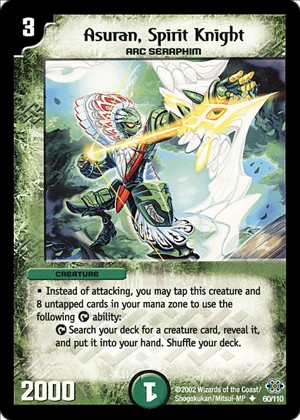 3
Asuran, Spirit Knight
ARC SERAPHIM
CREATURE
▪ Instead of attacking, you may tap this creature and
8 untapped cards in your mana zone to use the
following ability:
Search your deck for a creature card, reveal it,
and put it into your hand. Shuffle your deck.
2000
1
©2002 Wizards of the Coast/
Shogakukan/Mitsui-MP ♦ 60/110